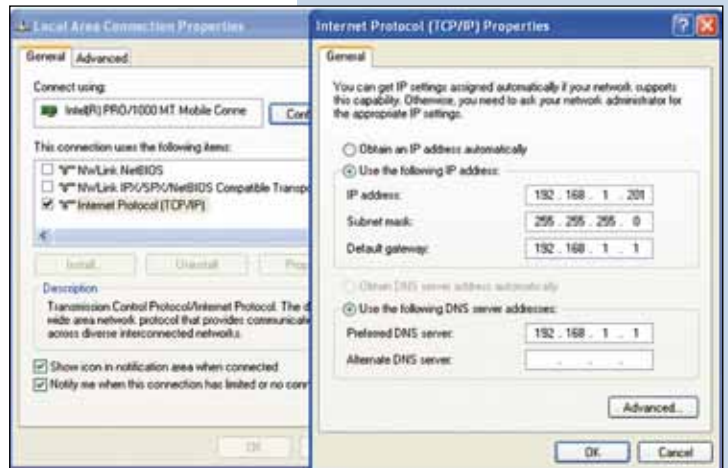 Local Area Connection Properties
General Advanced
Connect using:
Intel(R) PRO/1000 MT Mobile Conne
Conf
This connection uses the following items:
NWLink NetBIOS
NWLink IPX/SPX/NetBIOS Compatible Transpo
Internet Protocol (TCP/IP)
Install... Uninstall Prop
Description
Transmission Control Protocol/Internet Protocol. The d
wide area network protocol that provides communicati
across diverse interconnected networks.
Show icon in notification area when connected
Notify me when this connection has limited or no conn
OK
Internet Protocol (TCP/IP) Properties
General
You can get IP settings assigned automatically if your network supports
this capability. Otherwise, you need to ask your network administrator for
the appropriate IP settings.
Obtain an IP address automatically
Use the following IP address:
IP address: 192 . 168 . 1 . 201
Subnet mask: 255 . 255 . 255 . 0
Default gateway: 192 . 168 . 1 . 1
Obtain DNS server address automatically
Use the following DNS server addresses:
Preferred DNS server: 192 . 168 . 1 . 1
Alternate DNS server: . . .
Advanced...
OK Cancel